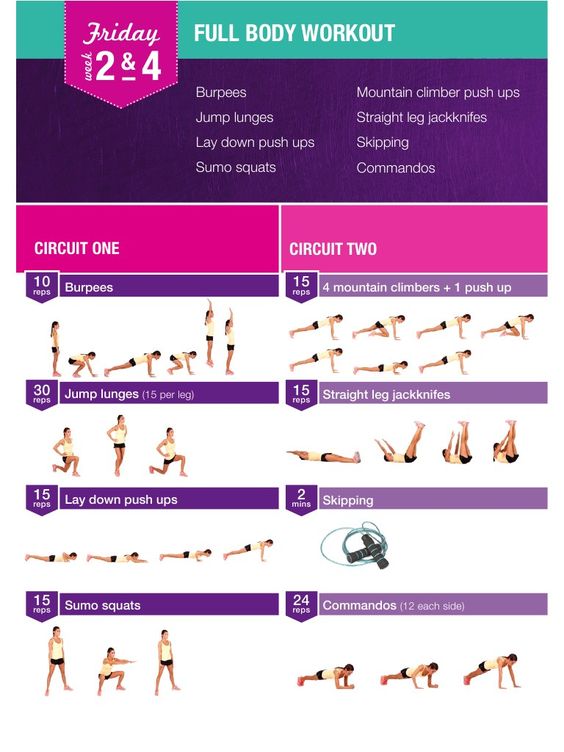 Friday
week
2 & 4
FULL BODY WORKOUT
Burpees
Jump lunges
Lay down push ups
Sumo squats
Mountain climber push ups
Straight leg jackknifes
Skipping
Commandos
CIRCUIT ONE
10
reps
Burpees
30
reps
Jump lunges (15 per leg)
15
reps
Lay down push ups
15
reps
Sumo squats
CIRCUIT TWO
15
reps
4 mountain climbers + 1 push up
15
reps
Straight leg jackknifes
2
mins
Skipping
24
reps
Commandos (12 each side)